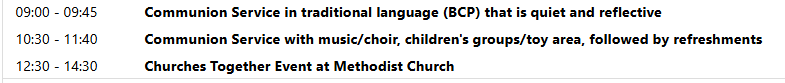 09:00 - 09:45 Communion Service in traditional language (BCP) that is quiet and reflective
10:30 - 11:40 Communion Service with music/choir, children's groups/toy area, followed by refreshments
12:30 - 14:30 Churches Together Event at Methodist Church